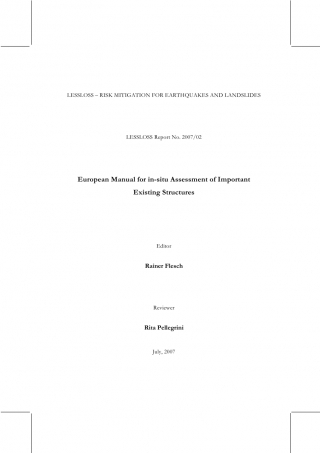 LESSLOSS – RISK MITIGATION FOR EARTHQUAKES AND LANDSLIDES
LESSLOSS Report No. 2007/02
European Manual for in-situ Assessment of Important
Existing Structures
Editor
Rainer Flesch
Reviewer
Rita Pellegrini
July, 2007